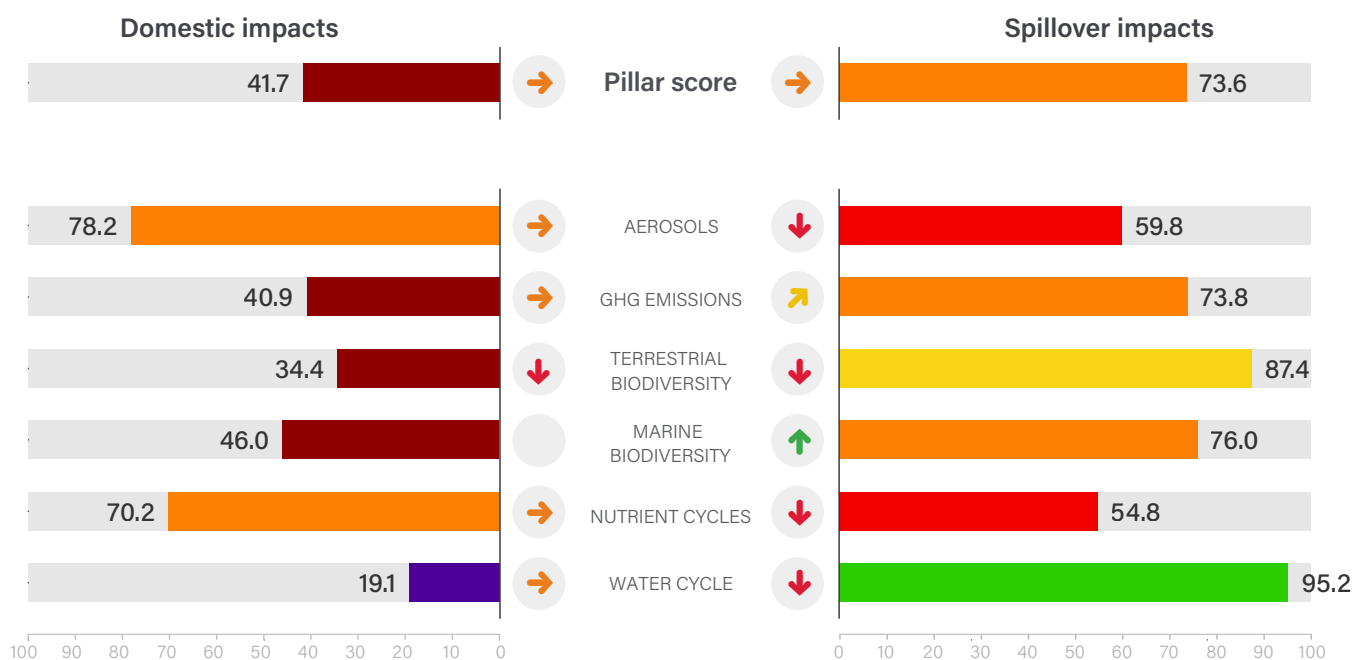 Domestic impacts
Spillover impacts
41.7
Pillar score
73.6
78.2
AEROSOLS
59.8
40.9
GHG EMISSIONS
73.8
34.4
TERRESTRIAL
BIODIVERSITY
87.4
46.0
MARINE
BIODIVERSITY
76.0
70.2
NUTRIENT CYCLES
54.8
19.1
WATER CYCLE
95.2
100 90 80 70 60 50 40 30 20 10 0
0 10 20 30 40 50 60 70 80 90 100